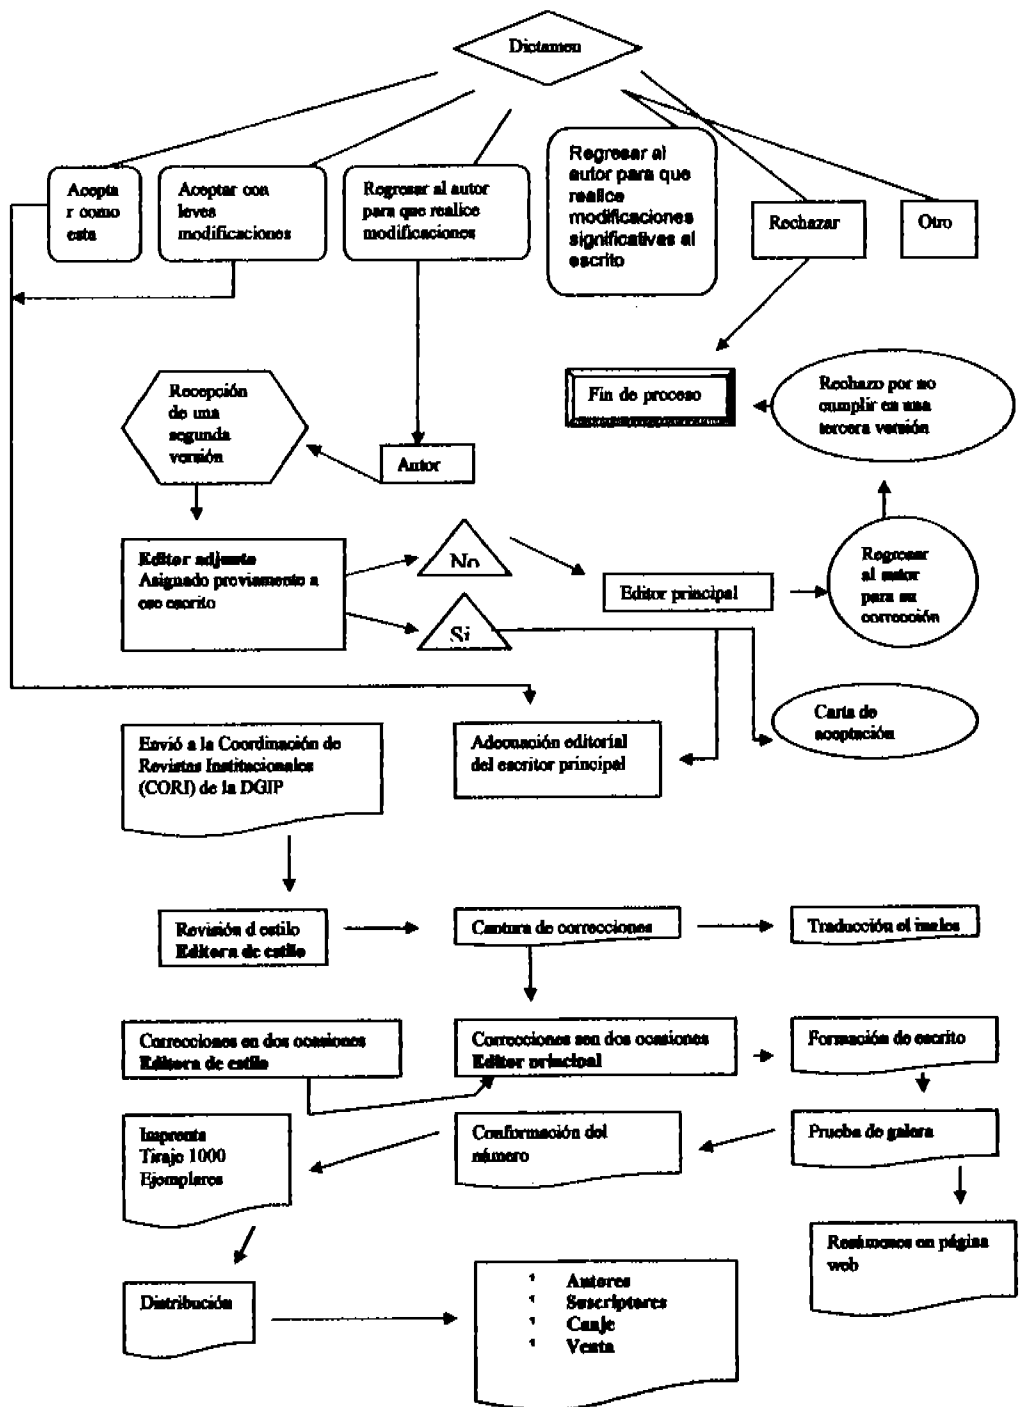 Dictamen
Acepta
r como
esta
Aceptar con
leves
modificaciones
Regresar al autor
para que realice
modificaciones
Regresar al
autor para que
realice
modificaciones
significativas al
escrito
Rechazar
Otro
Recepción
de una
segunda
versión
Autor
Fin de proceso
Rechazo por no
cumplir en una
tercera versión
Editor adjunto
Asignado previamente a
ese escrito
No
Si
Editor principal
Regresar
al autor
para su
corrección
Carta de
aceptación
Envió a la Coordinación de
Revistas Institucionales
(CORI) de la DGIP
Adecuación editorial
del escritor principal
Revisión d estilo
Editora de estilo
Captura de correcciones
Traducción el ingles
Correcciones en dos ocasiones
Editora de estilo
Correcciones sen dos ocasiones
Editor principal
Formación de escrito
Imprenta
Tiraje 1000
Ejemplares
Conformación del
número
Prueba de galera
Resúmenes en página
web
Distribución
Autores
Suscriptores
Canje
Venta